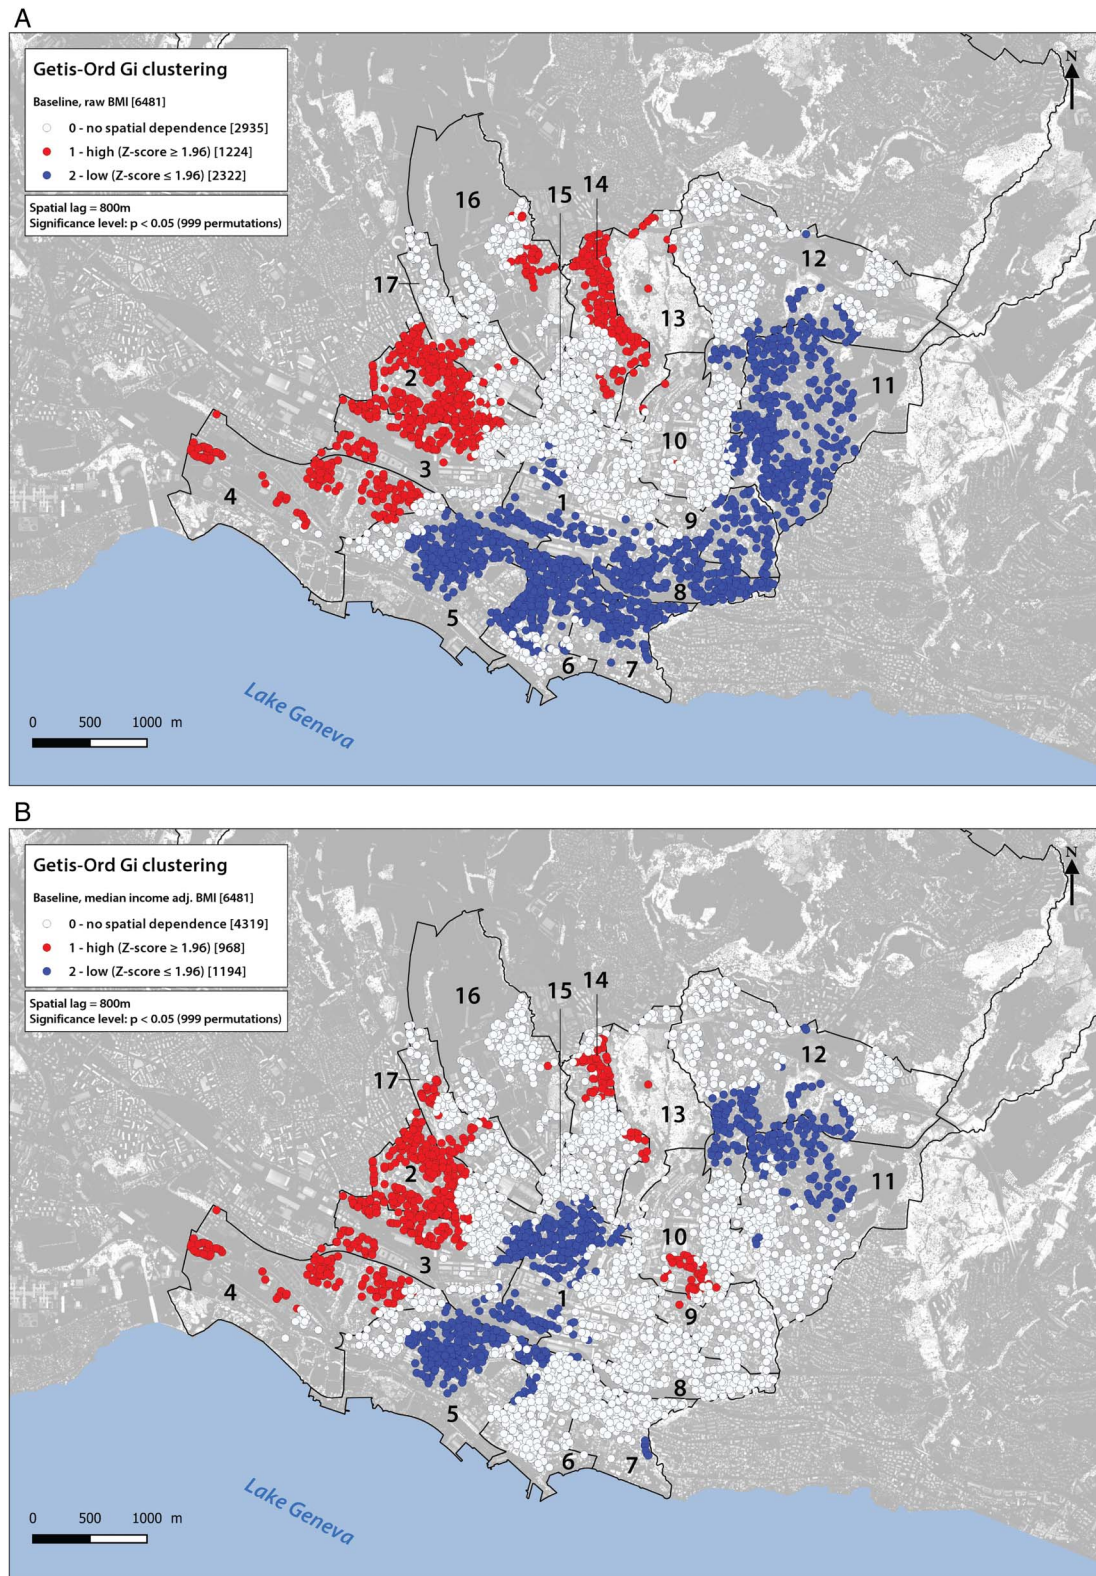 A
Getis-Ord Gi clustering
Baseline, raw BMI [6481]
0 - no spatial dependence [2935]
1 - high (Z-score ≥ 1.96) [1224]
2 - low (Z-score ≤ 1.96) [2322]
Spatial lag = 800m
Significance level: p < 0.05 (999 permutations)
N
16
15
14
12
17
13
2
11
10
3
4
1
9
8
5
6
7
Lake Geneva
0 500 1000 m
B
Getis-Ord Gi clustering
Baseline, median income adj. BMI [6481]
0 - no spatial dependence [4319]
1 - high (Z-score ≥ 1.96) [968]
2 - low (Z-score ≤ 1.96) [1194]
Spatial lag = 800m
Significance level: p < 0.05 (999 permutations)
N
16
15
14
12
17
13
2
11
10
3
4
1
9
8
5
6
7
Lake Geneva
0 500 1000 m